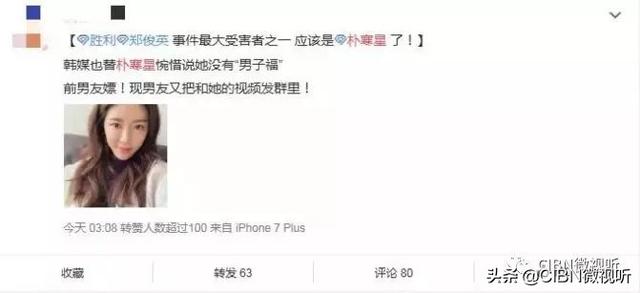 【胜利郑俊英 事件最大受害者之一 应该是朴寒星 了！】
韩媒也替朴寒星惋惜说她没有“男子福”
前男友嫖！现男友又把和她的视频发群里！
今天 03:08 转赞人数超过100 来自 iPhone 7 Plus
收藏
转发 63
评论 80
CIBN微视听
头条 @CIBN微视听